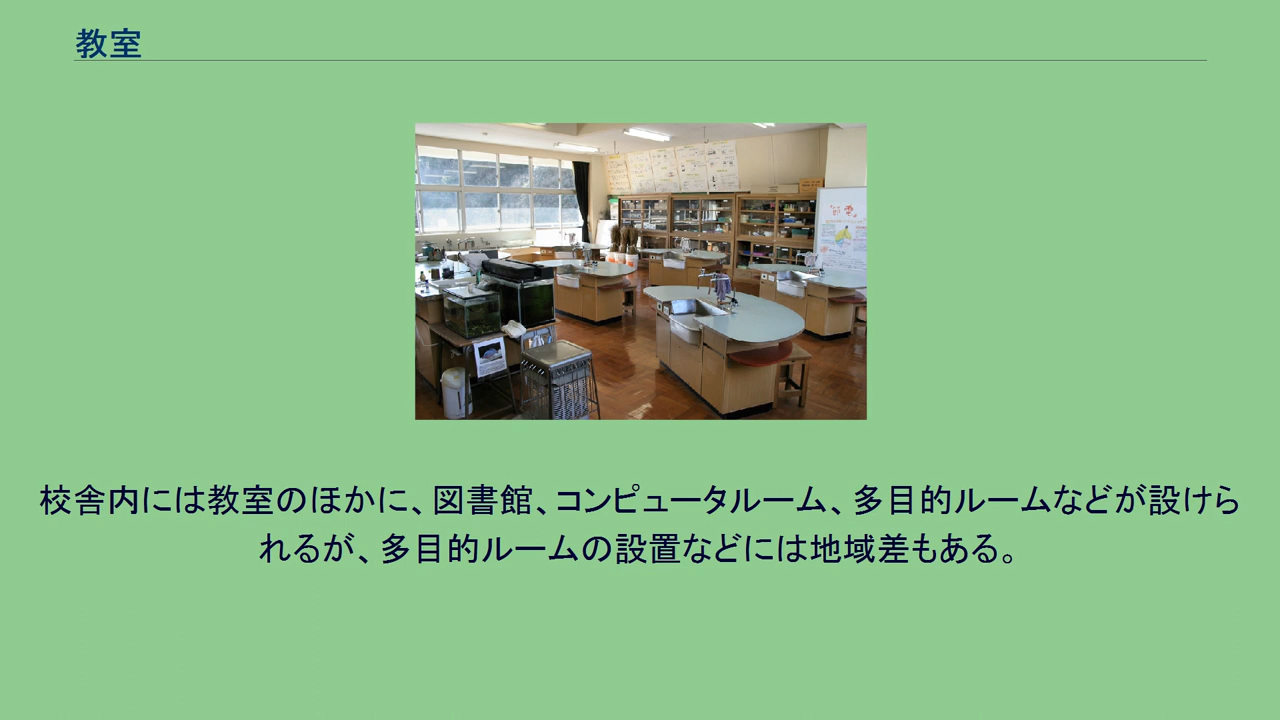 教室
校舎内には教室のほかに、図書館、コンピュータルーム、多目的ルームなどが設けら
れるが、多目的ルームの設置などには地域差もある。